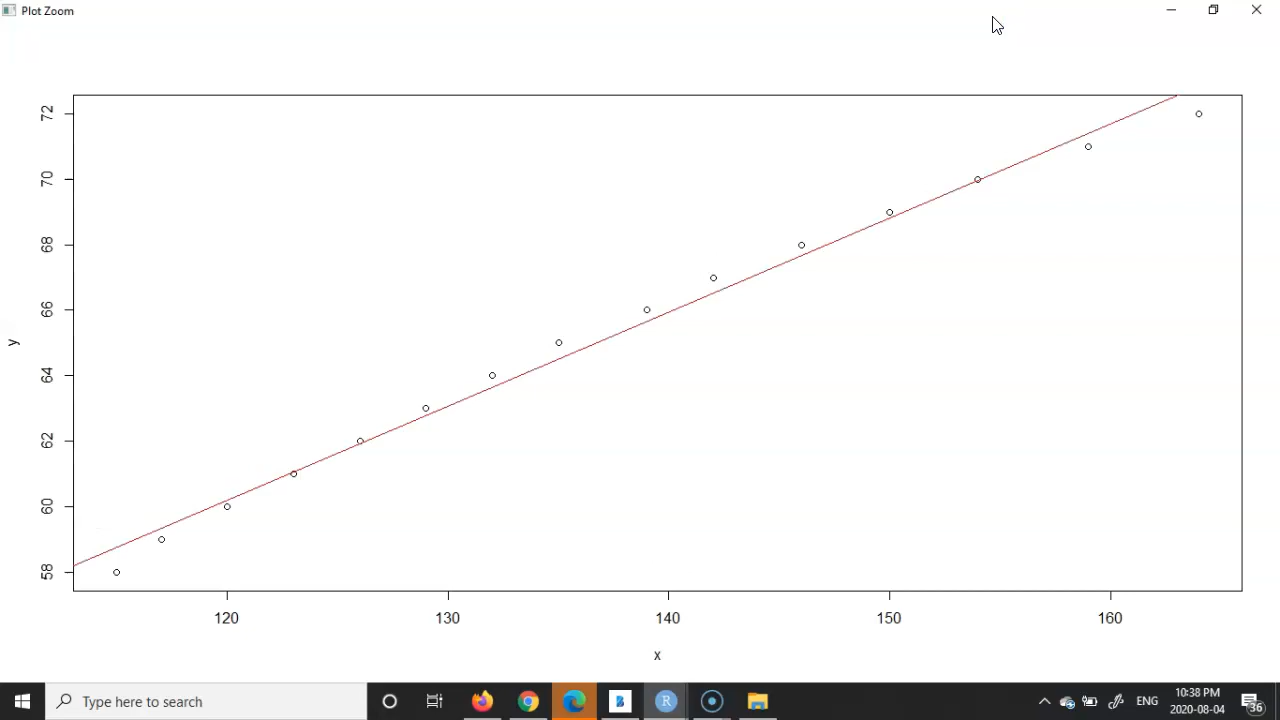 Plot Zoom
72
70
68
66
64
62
60
58
y
120 130 140 150 160
x
Type here to search
B
R
ENG
10:38 PM
2020-08-04
36